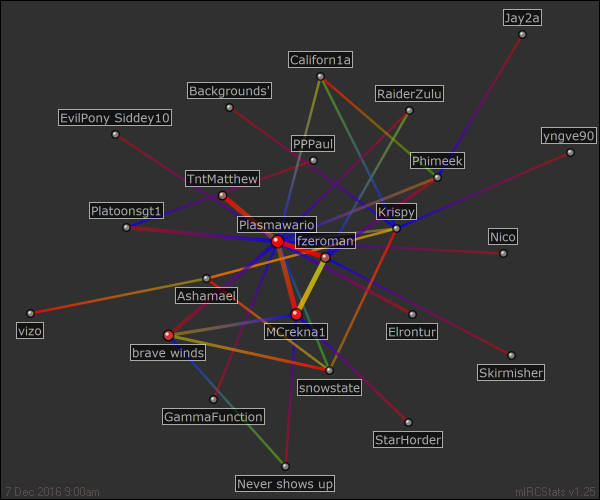 Jay2a
Californ1a
Backgrounds'
RaiderZulu
EvilPony Siddey10
PPPaul
yngve90
Phimeek
TntMatthew
Platoonsgt1
Krispy
Plasmawario
fzeroman
Nico
Ashamael
vizo
MCrekna1
Elrontur
brave winds
Skirmisher
snowstate
GammaFunction
StarHorder
Never shows up
7 Dec 2016 9:00am
mIRCStats v1.25